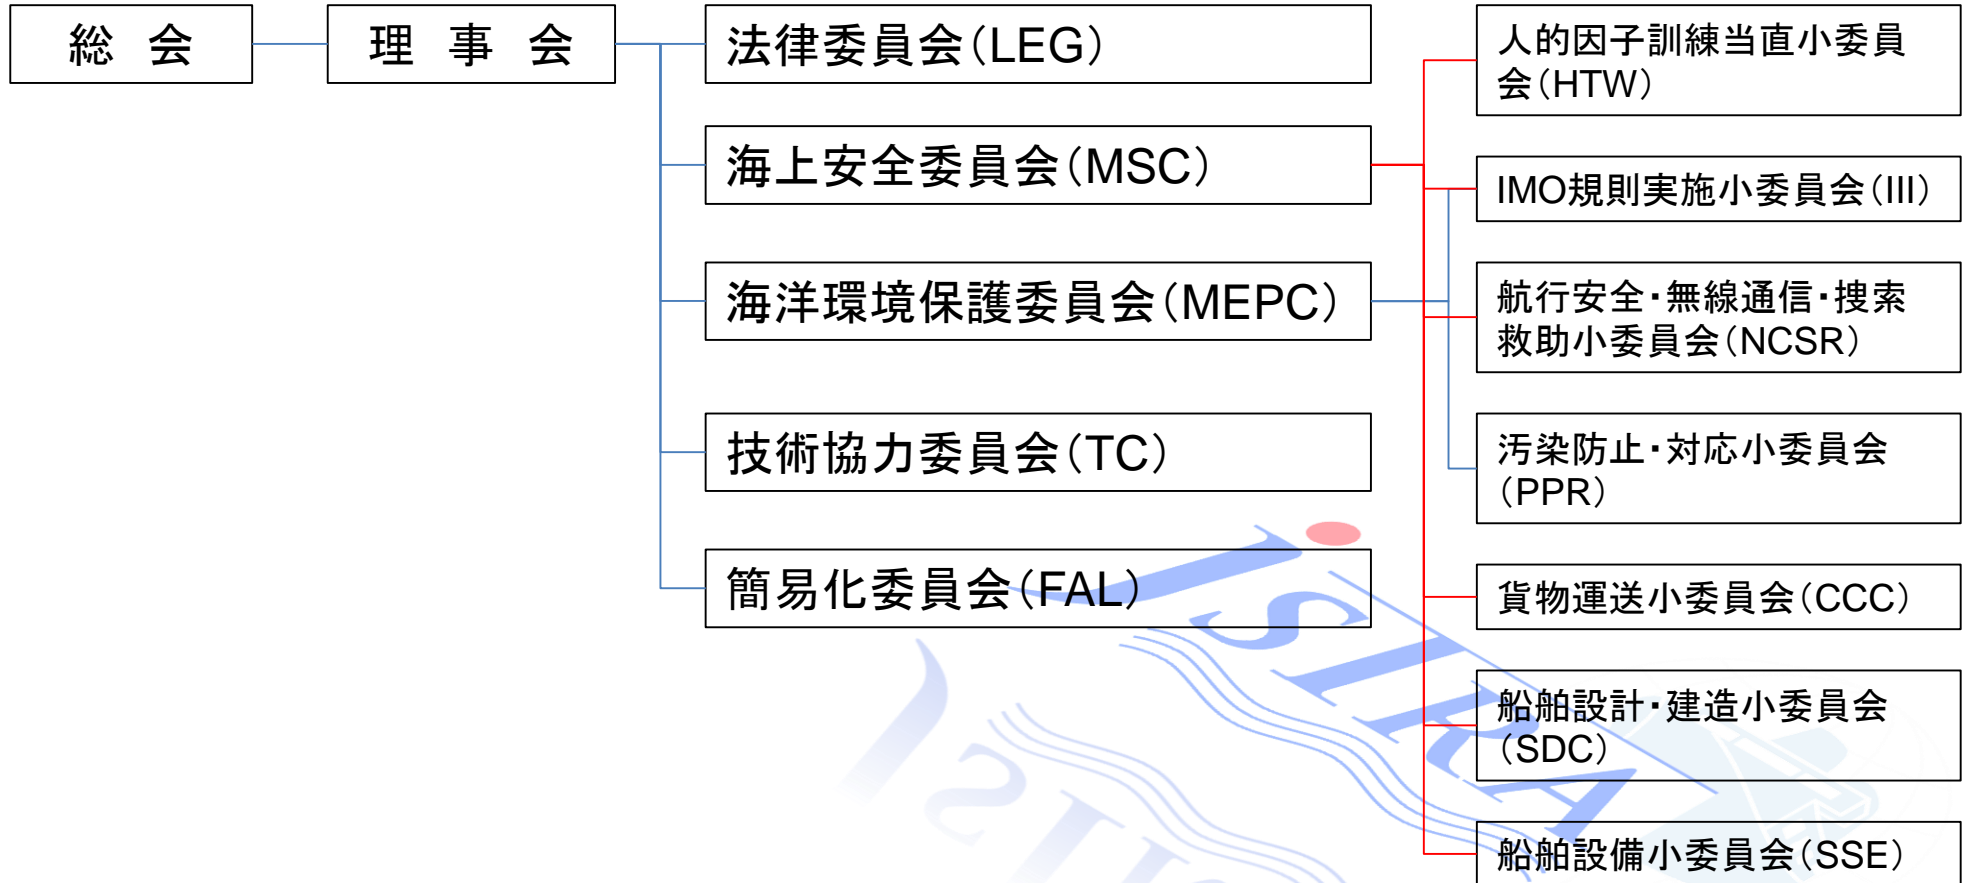 総　会
理　事　会
法律委員会（LEG）
海上安全委員会（MSC）
海洋環境保護委員会（MEPC）
技術協力委員会（TC）
簡易化委員会（FAL）
人的因子訓練当直小委員
会（HTW）
IMO規則実施小委員会（III）
航行安全・無線通信・捜索
救助小委員会（NCSR）
汚染防止・対応小委員会
（PPR）
貨物運送小委員会（CCC）
船舶設計・建造小委員会
（SDC）
船舶設備小委員会（SSE）
JSTRA